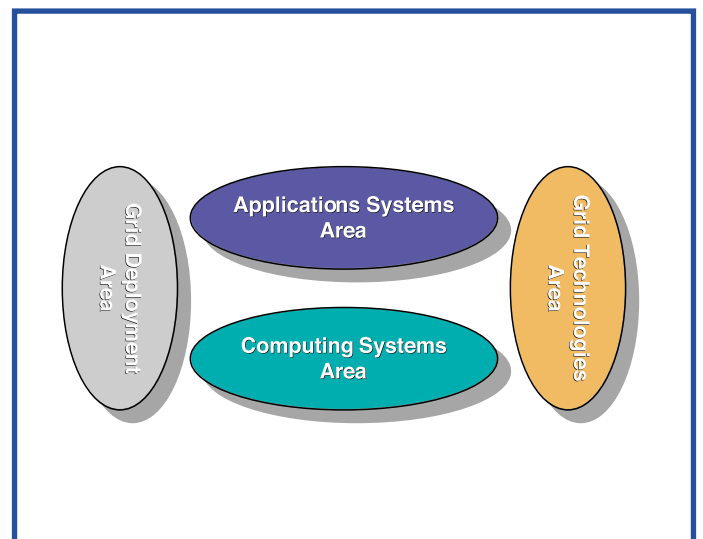 Grid Deployment
Area
Applications Systems
Area
Computing Systems
Area
Grid Technologies
Area